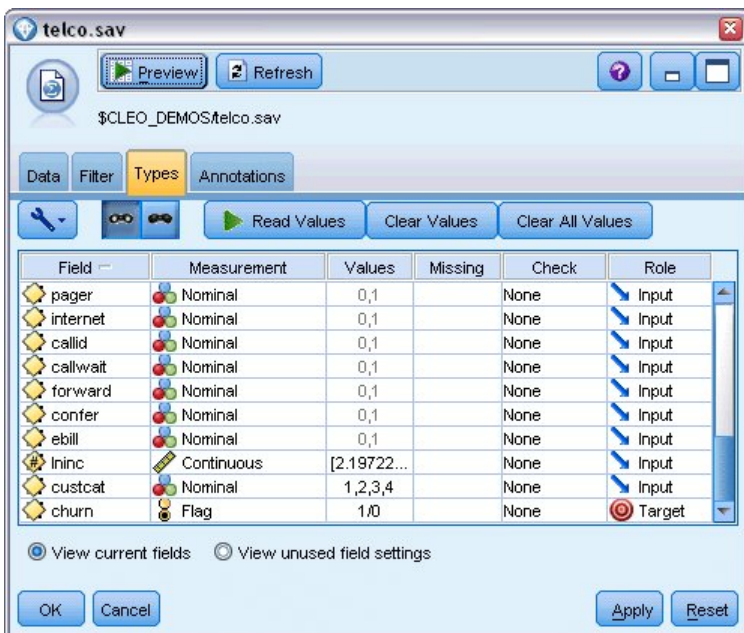 telco.sav
Preview Refresh
$CLEO_DEMOS/telco.sav
Data Filter Types Annotations
Read Values Clear Values Clear All Values
Field Measurement Values Missing Check Role
pager Nominal 0,1 None Input
internet Nominal 0,1 None Input
callid Nominal 0,1 None Input
callwait Nominal 0,1 None Input
forward Nominal 0,1 None Input
confer Nominal 0,1 None Input
ebill Nominal 0,1 None Input
lninc Continuous [2.19722... None Input
custcat Nominal 1,2,3,4 None Input
churn Flag 1/0 None Target
View current fields View unused field settings
OK Cancel Apply Reset